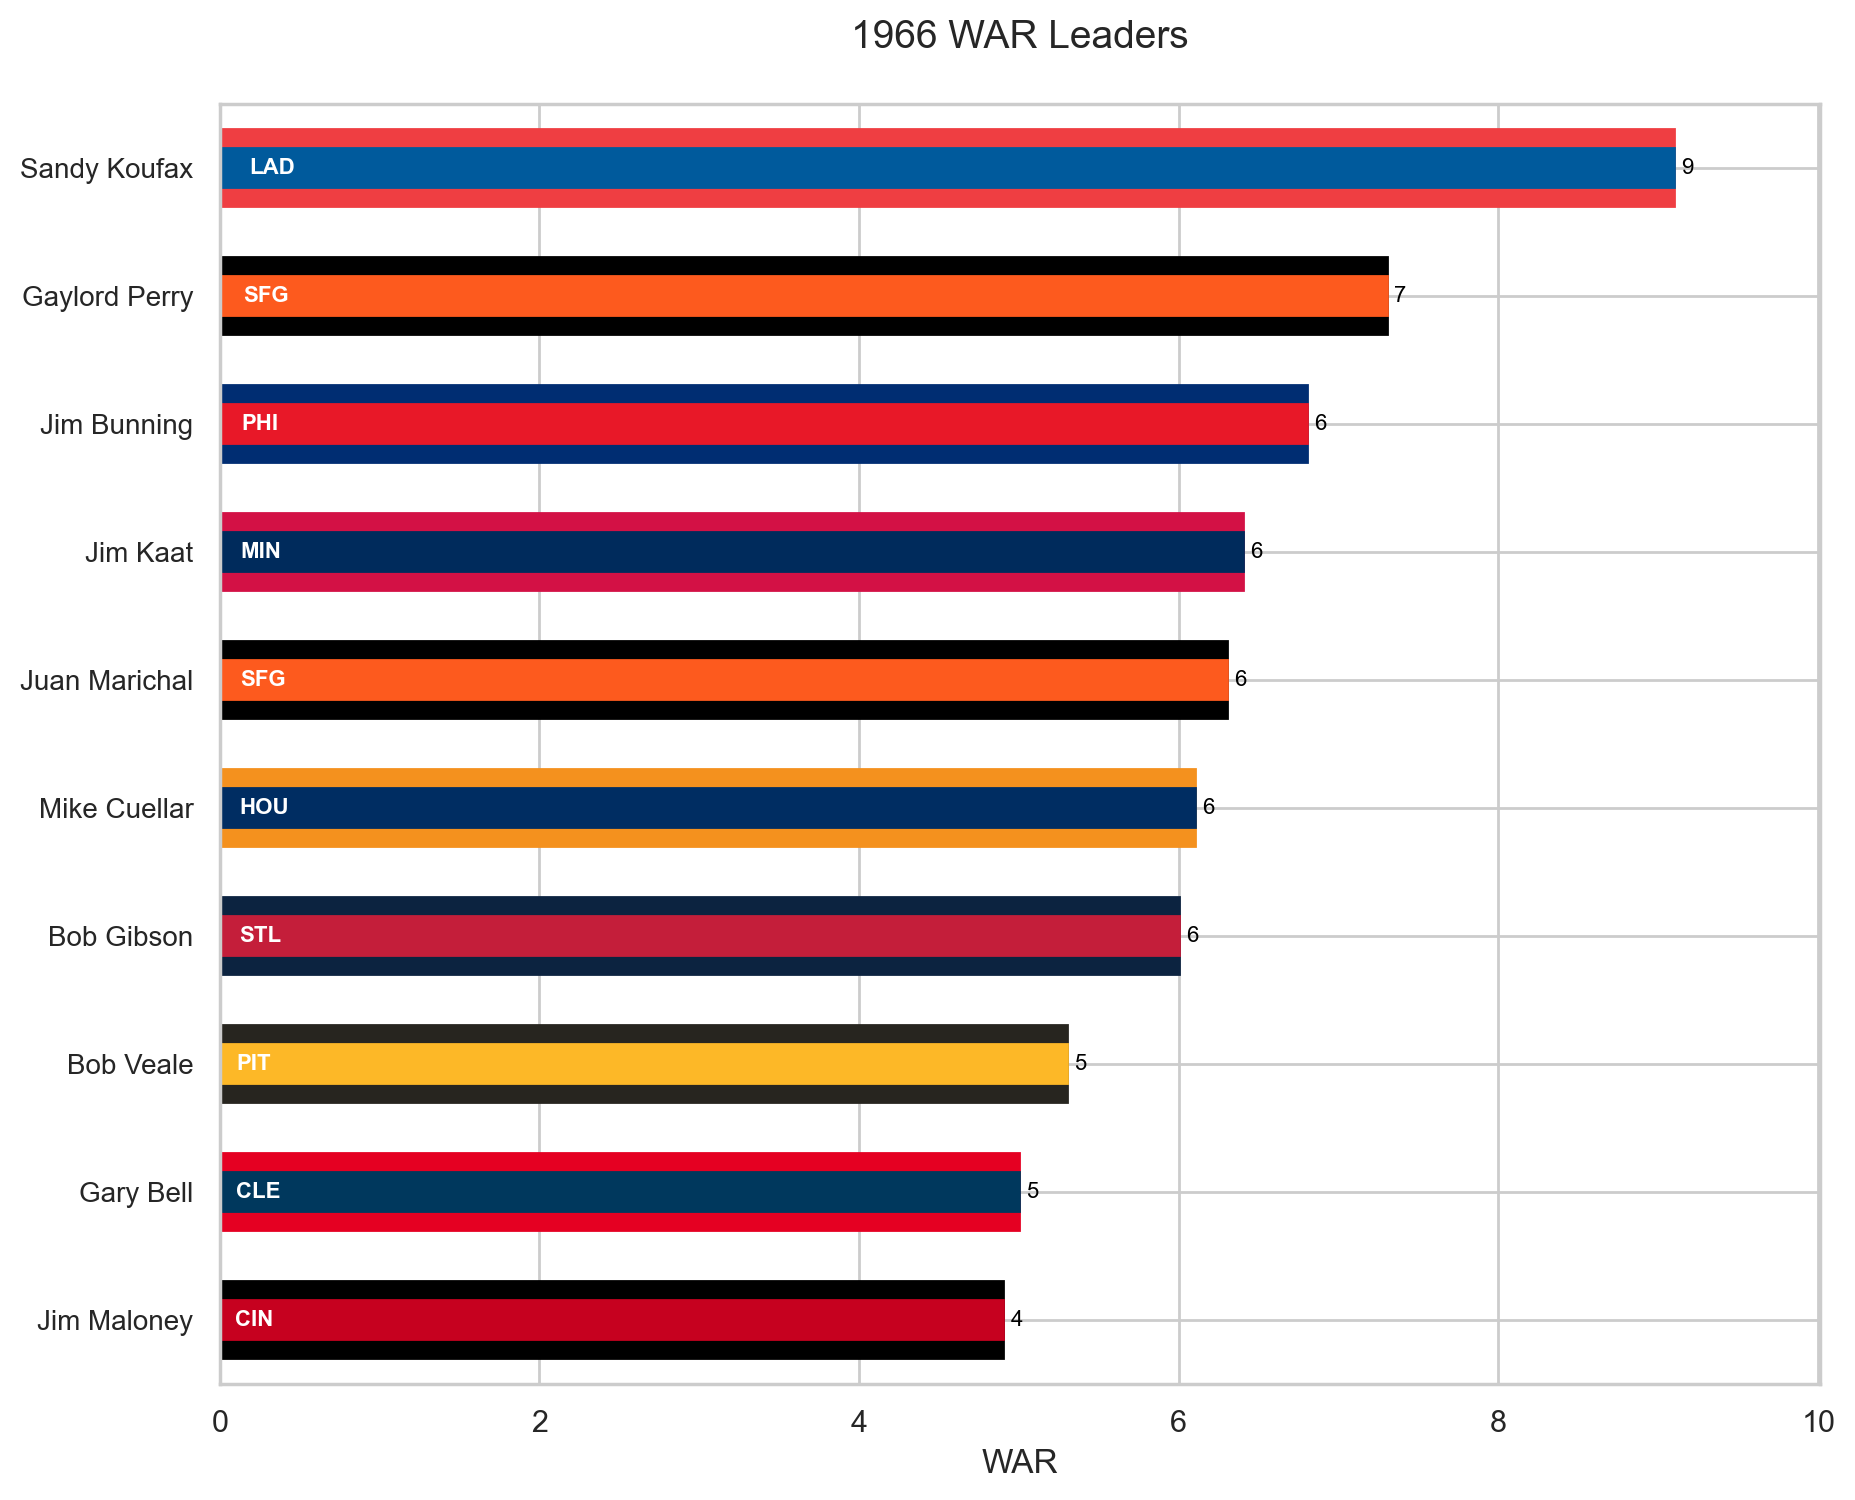 1966 WAR Leaders
Sandy Koufax LAD 9
Gaylord Perry SFG 7
Jim Bunning PHI 6
Jim Kaat MIN 6
Juan Marichal SFG 6
Mike Cuellar HOU 6
Bob Gibson STL 6
Bob Veale PIT 5
Gary Bell CLE 5
Jim Maloney CIN 4
0 2 4 6 8 10
WAR